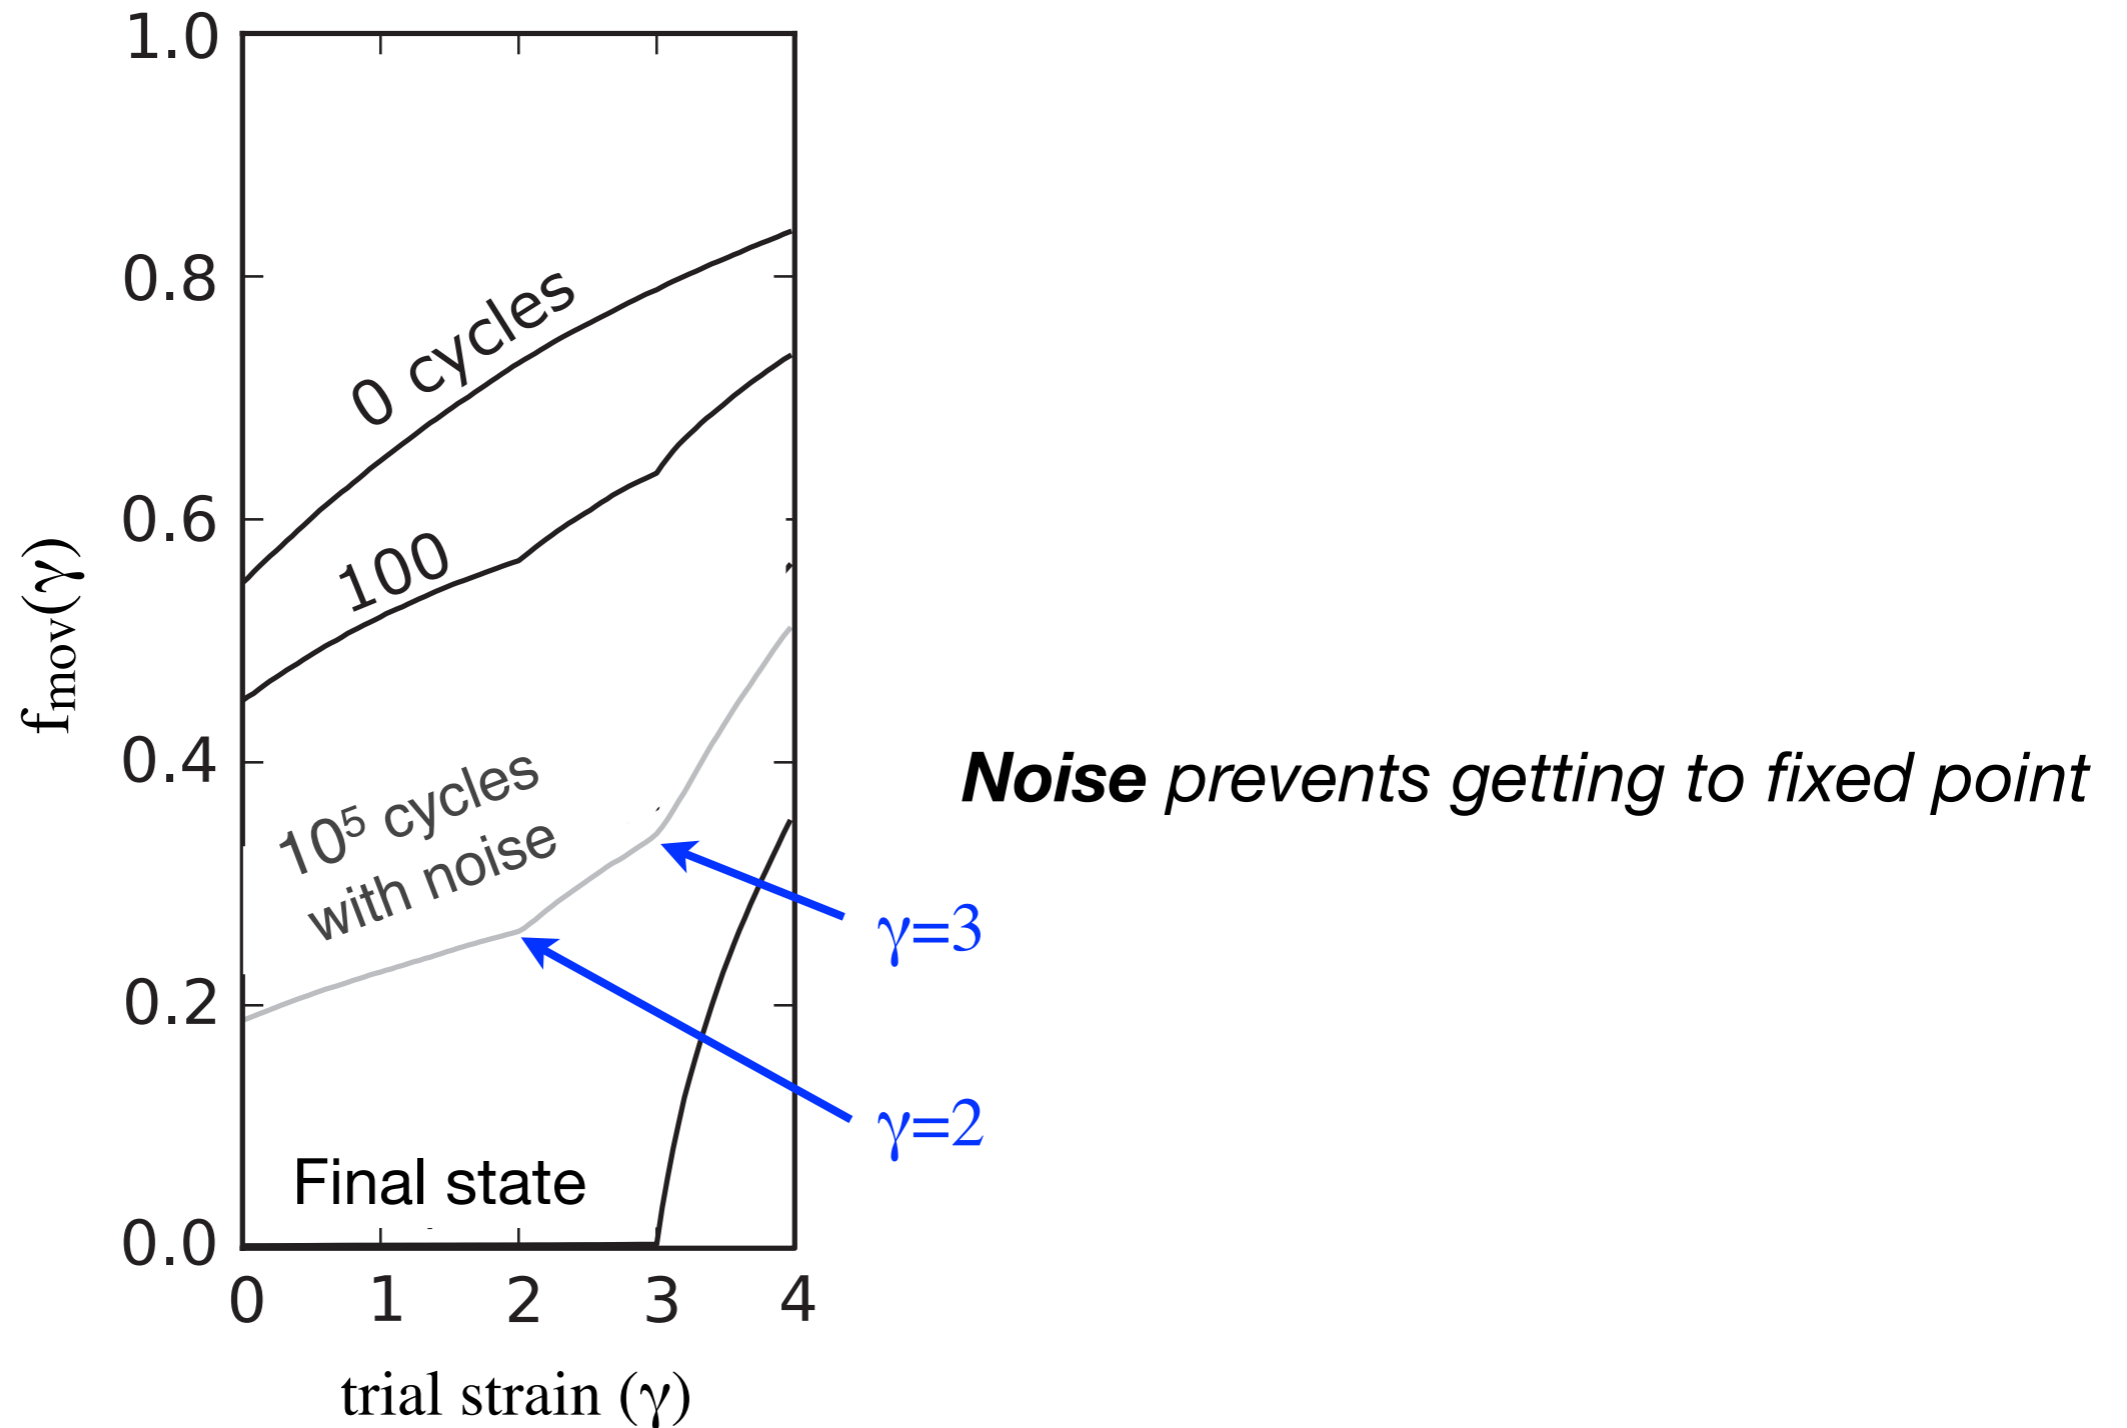 1.0
0.8
0.6
0.4
0.2
0.0
f_mov(γ)
0 cycles
100
10⁵ cycles
with noise
Final state
0 1 2 3 4
trial strain (γ)
γ=3
γ=2
Noise prevents getting to fixed point